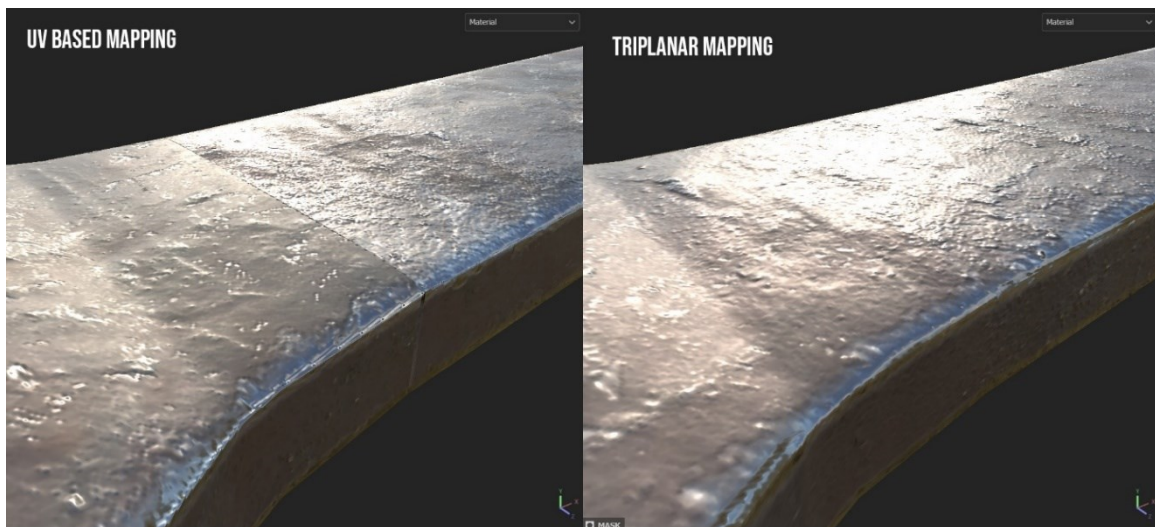 UV BASED MAPPING
Material
TRIPLANAR MAPPING
Material
MASK